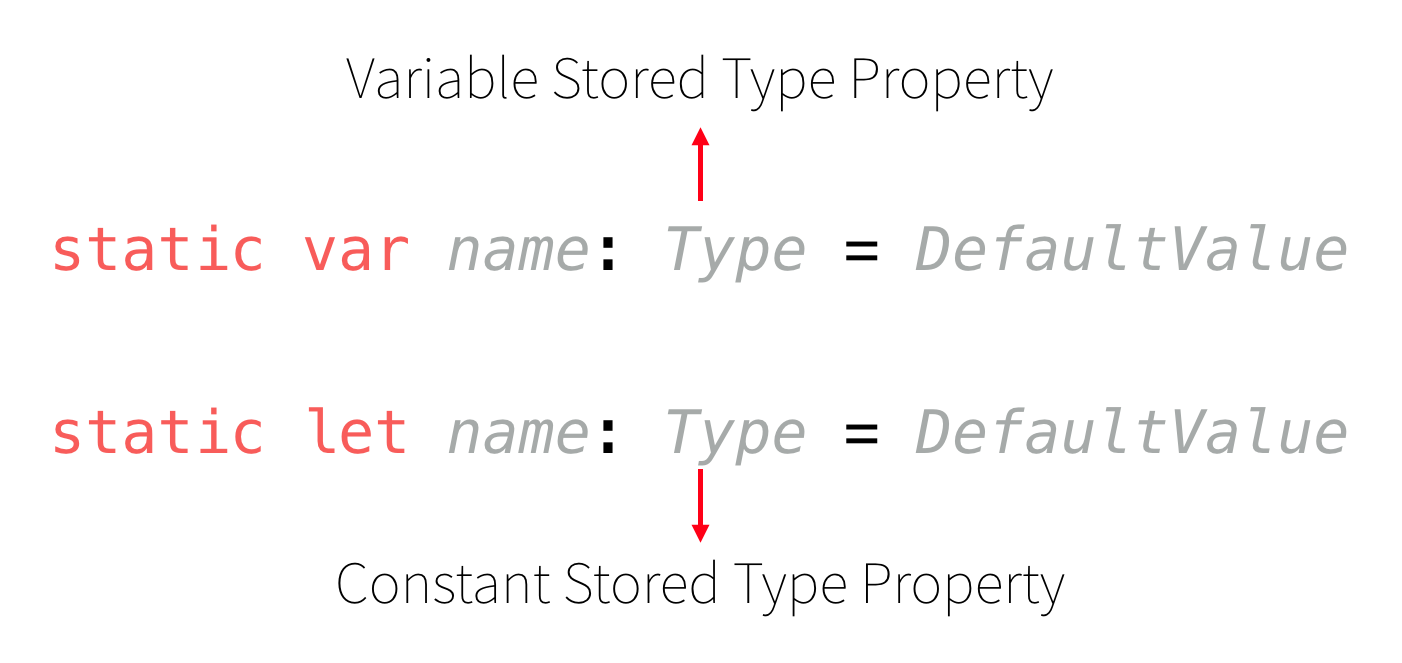 Variable Stored Type Property
static var name: Type = DefaultValue
static let name: Type = DefaultValue
Constant Stored Type Property